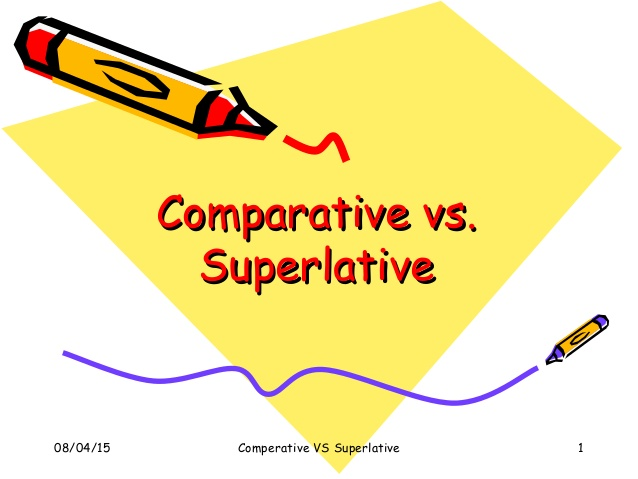 Comparative vs.
Superlative
08/04/15 Comperative VS Superlative 1